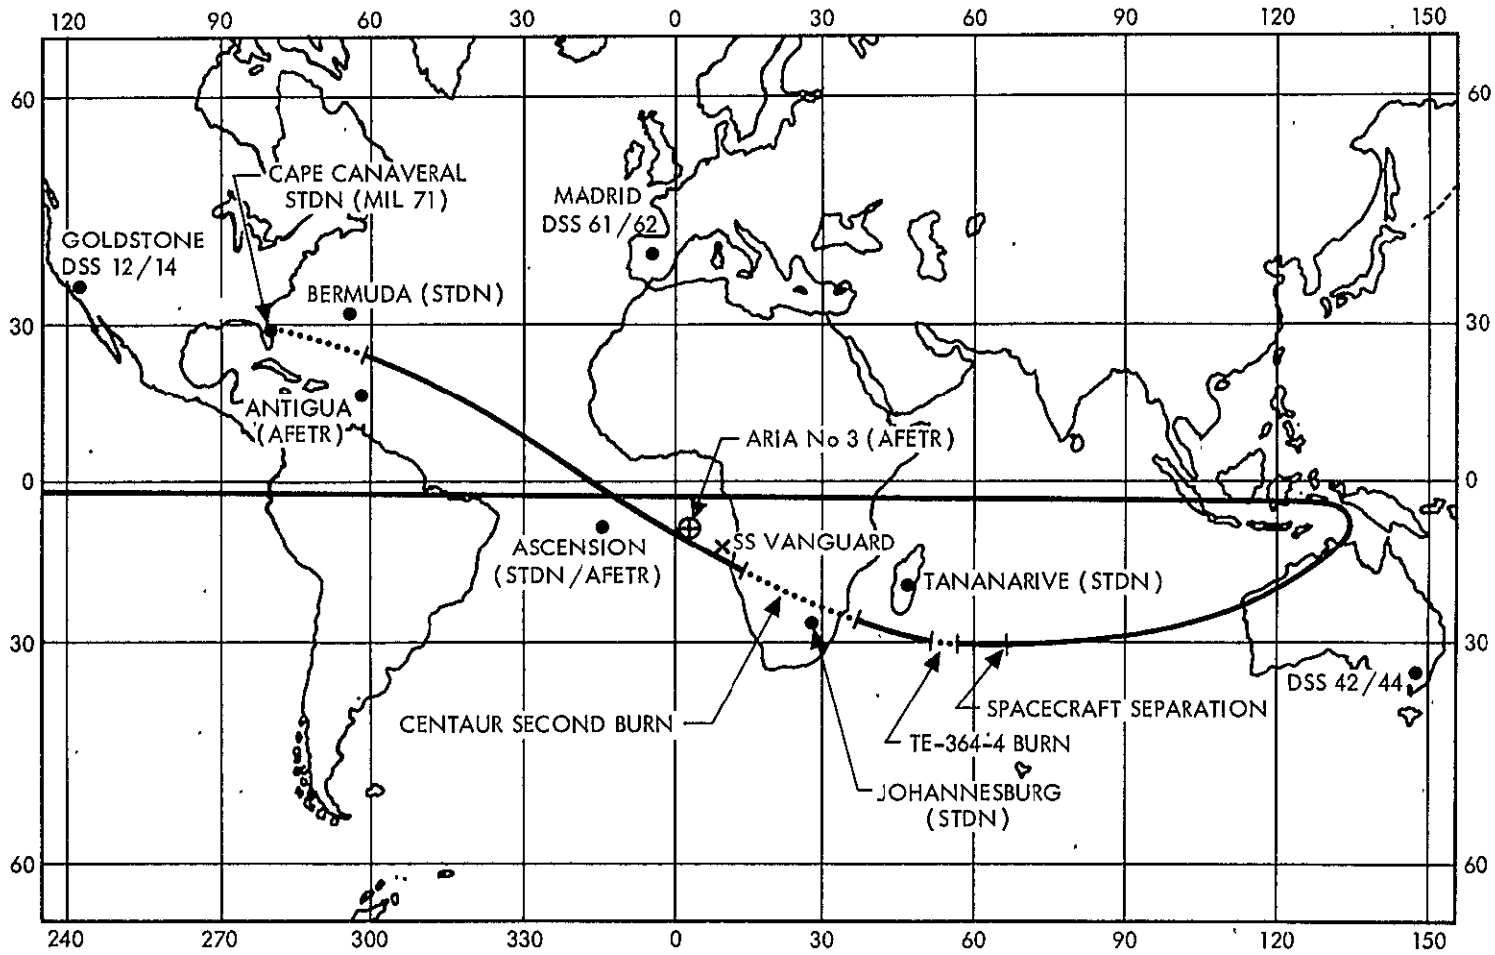 120 90 60 30 0 30 60 90 120 150
60 60
CAPE CANAVERAL
STDN (MIL 71)
MADRID
DSS 61/62
GOLDSTONE
DSS 12/14
BERMUDA (STDN)
30 30
ANTIGUA
(AFETR)
ARIA No 3 (AFETR)
0 0
SS VANGUARD
ASCENSION
(STDN/AFETR)
TANANARIVE (STDN)
30 30
DSS 42/44
SPACECRAFT SEPARATION
CENTAUR SECOND BURN
TE-364-4 BURN
JOHANNESBURG
(STDN)
60 60
240 270 300 330 0 30 60 90 120 150